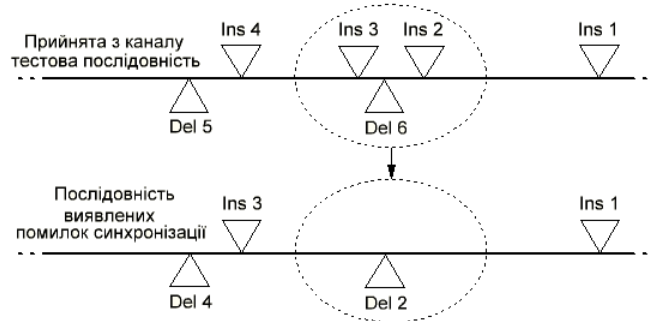 Ins 4
Ins 3
Ins 2
Ins 1
Прийнята з каналу
тестова послідовність
Del 5
Del 6
Послідовність
виявлених
помилок синхронізації
Ins 3
Ins 1
Del 4
Del 2